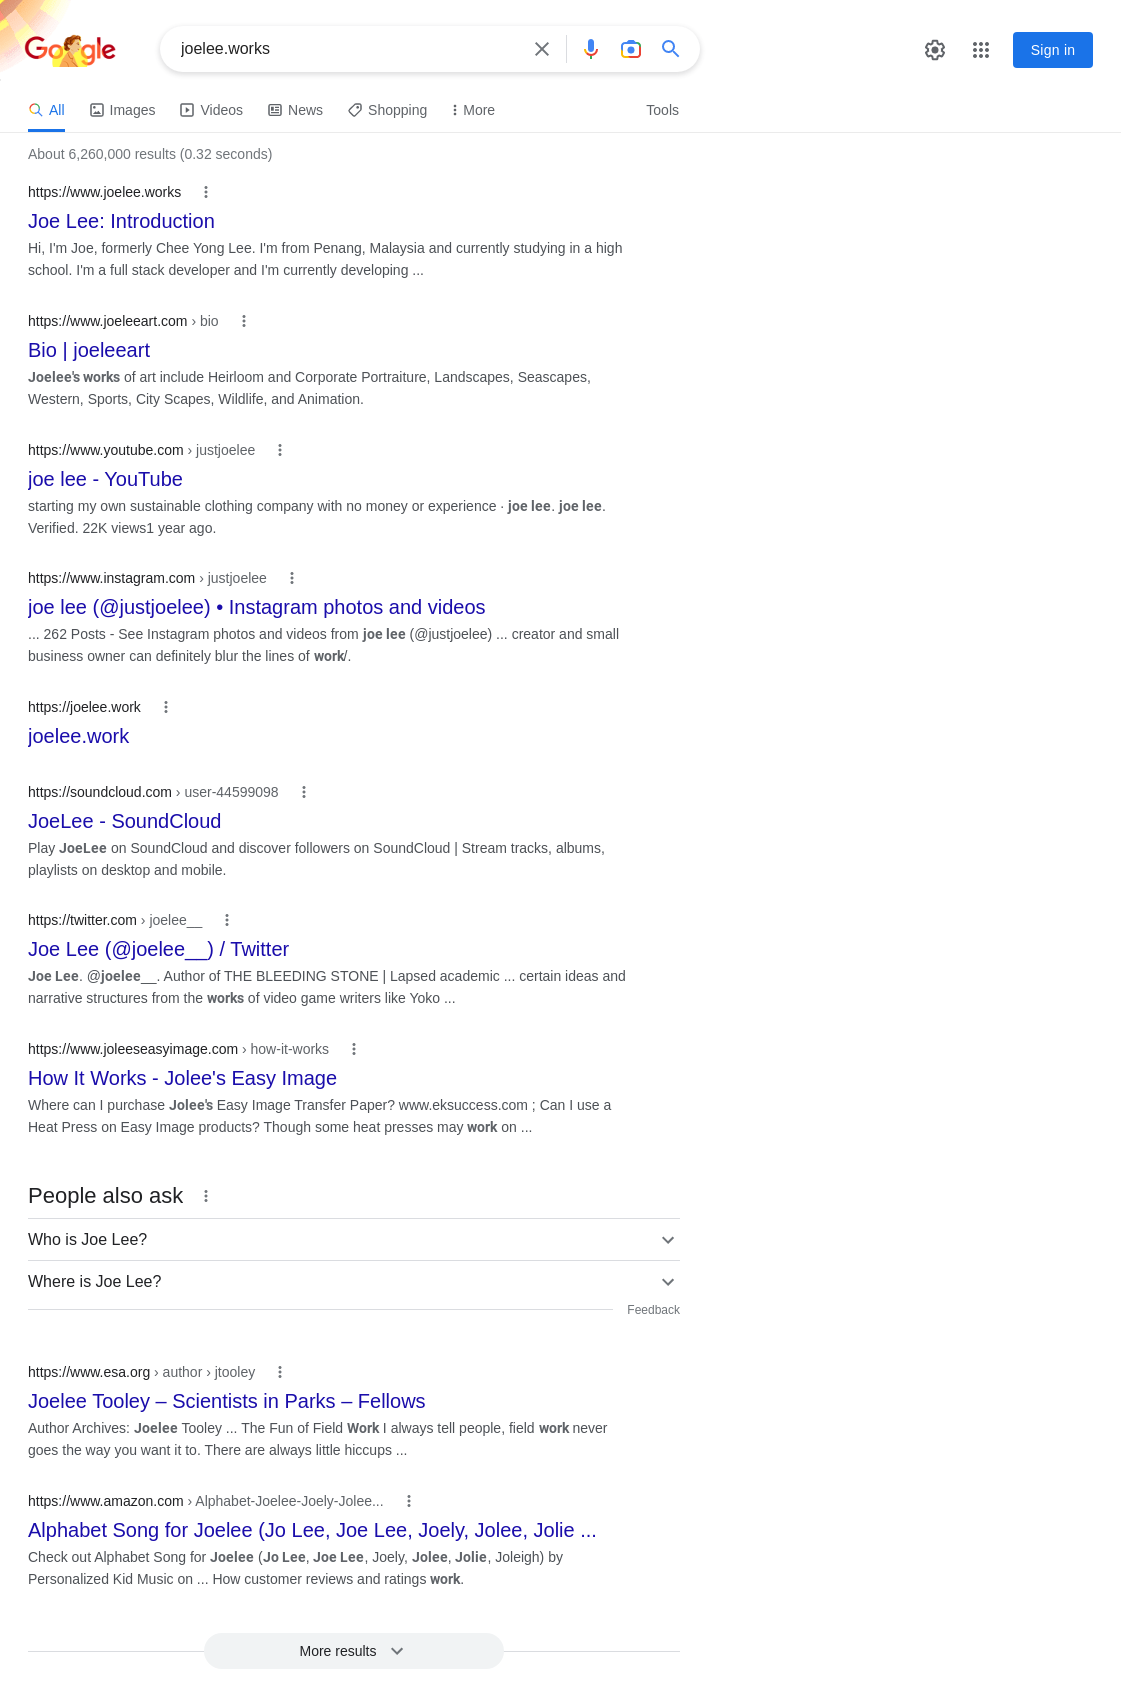 Google
joelee.works
Sign in
All
Images
Videos
News
Shopping
More
Tools
About 6,260,000 results (0.32 seconds)
https://www.joelee.works
Joe Lee: Introduction
Hi, I'm Joe, formerly Chee Yong Lee. I'm from Penang, Malaysia and currently studying in a high
school. I'm a full stack developer and I'm currently developing ...
https://www.joeleeart.com › bio
Bio | joeleeart
Joelee's works of art include Heirloom and Corporate Portraiture, Landscapes, Seascapes,
Western, Sports, City Scapes, Wildlife, and Animation.
https://www.youtube.com › justjoelee
joe lee - YouTube
starting my own sustainable clothing company with no money or experience · joe lee. joe lee.
Verified. 22K views1 year ago.
https://www.instagram.com › justjoelee
joe lee (@justjoelee) • Instagram photos and videos
... 262 Posts - See Instagram photos and videos from joe lee (@justjoelee) ... creator and small
business owner can definitely blur the lines of work/.
https://joelee.work
joelee.work
https://soundcloud.com › user-44599098
JoeLee - SoundCloud
Play JoeLee on SoundCloud and discover followers on SoundCloud | Stream tracks, albums,
playlists on desktop and mobile.
https://twitter.com › joelee__
Joe Lee (@joelee__) / Twitter
Joe Lee. @joelee__. Author of THE BLEEDING STONE | Lapsed academic ... certain ideas and
narrative structures from the works of video game writers like Yoko ...
https://www.joleeseasyimage.com › how-it-works
How It Works - Jolee's Easy Image
Where can I purchase Jolee's Easy Image Transfer Paper? www.eksuccess.com ; Can I use a
Heat Press on Easy Image products? Though some heat presses may work on ...
People also ask
Who is Joe Lee?
Where is Joe Lee?
Feedback
https://www.esa.org › author › jtooley
Joelee Tooley – Scientists in Parks – Fellows
Author Archives: Joelee Tooley ... The Fun of Field Work I always tell people, field work never
goes the way you want it to. There are always little hiccups ...
https://www.amazon.com › Alphabet-Joelee-Joely-Jolee...
Alphabet Song for Joelee (Jo Lee, Joe Lee, Joely, Jolee, Jolie ...
Check out Alphabet Song for Joelee (Jo Lee, Joe Lee, Joely, Jolee, Jolie, Joleigh) by
Personalized Kid Music on ... How customer reviews and ratings work.
More results